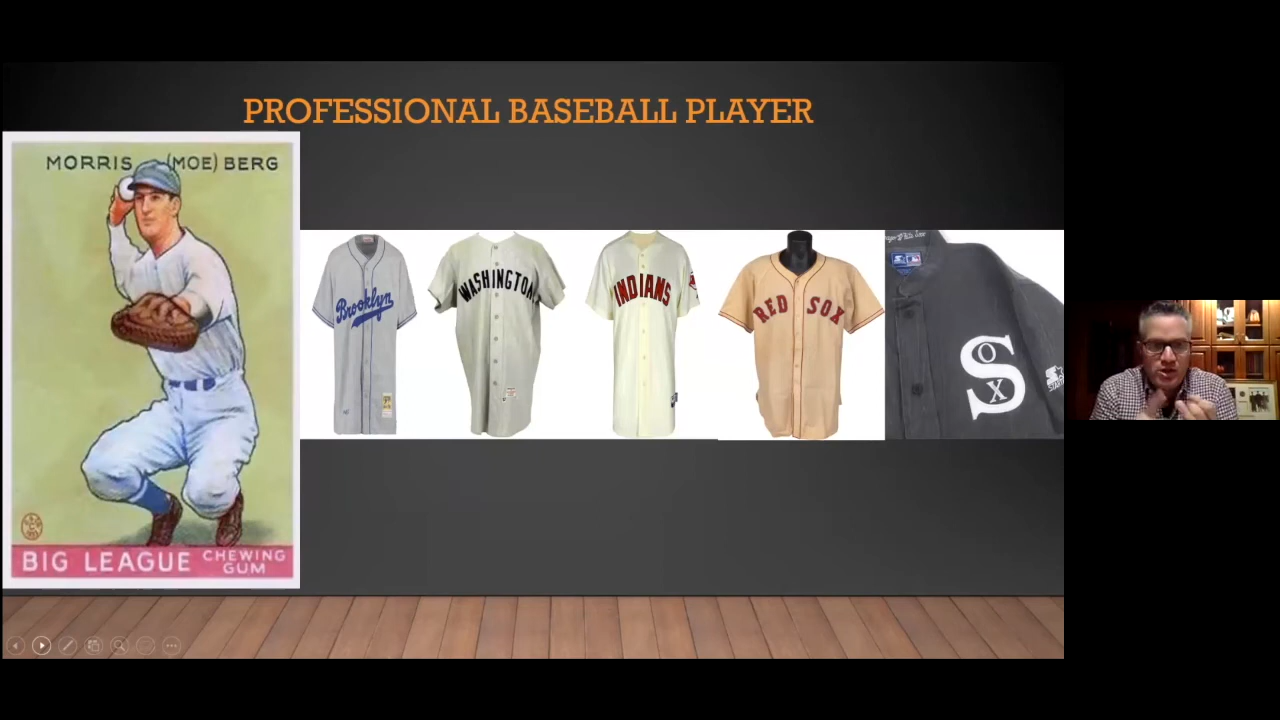 PROFESSIONAL BASEBALL PLAYER
MORRIS (MOE) BERG
Brooklyn
WASHINGTON
INDIANS
RED SOX
SOX
BIG LEAGUE CHEWING GUM